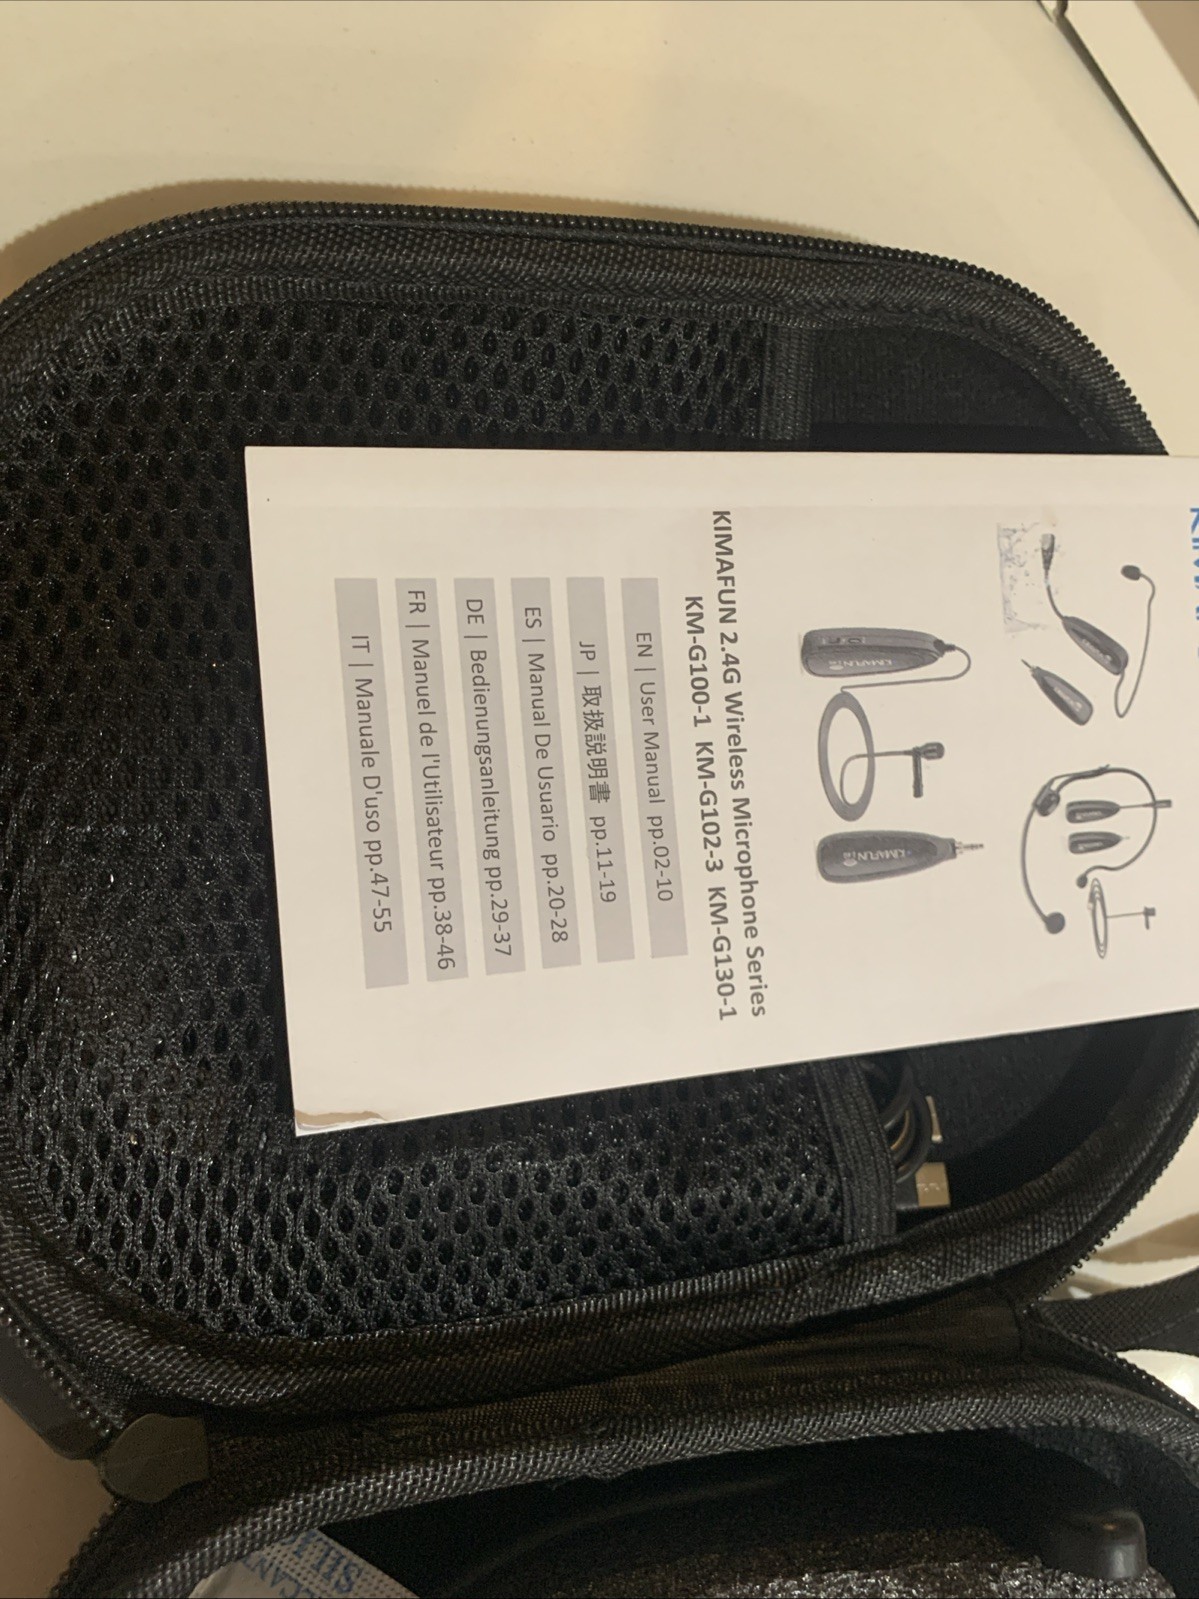 KIMAFUN
KIMAFUN
KIMAFUN 2.4G Wireless Microphone Series
KM-G100-1 KM-G102-3 KM-G130-1
EN | User Manual pp.02-10
JP | 取扱説明書 pp.11-19
ES | Manual De Usuario pp.20-28
DE | Bedienungsanleitung pp.29-37
FR | Manuel de l'Utilisateur pp.38-46
IT | Manuale D'uso pp.47-55